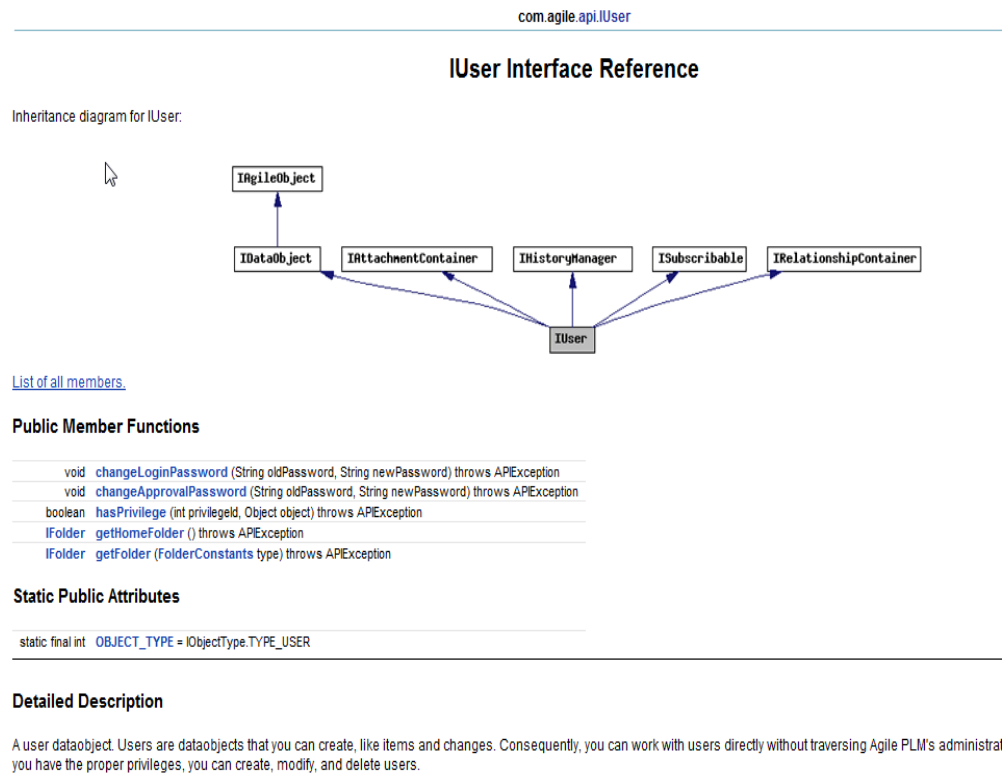 com.agile.api.IUser
IUser Interface Reference
Inheritance diagram for IUser:
IAgileObject
IDataObject IAttachmentContainer IHistoryManager ISubscribable IRelationshipContainer
IUser
List of all members.
Public Member Functions
void changeLoginPassword (String oldPassword, String newPassword) throws APIException
void changeApprovalPassword (String oldPassword, String newPassword) throws APIException
boolean hasPrivilege (int privilegeId, Object object) throws APIException
IFolder getHomeFolder () throws APIException
IFolder getFolder (FolderConstants type) throws APIException
Static Public Attributes
static final int OBJECT_TYPE = IObjectType.TYPE_USER
Detailed Description
A user dataobject. Users are dataobjects that you can create, like items and changes. Consequently, you can work with users directly without traversing Agile PLM's administrat
you have the proper privileges, you can create, modify, and delete users.